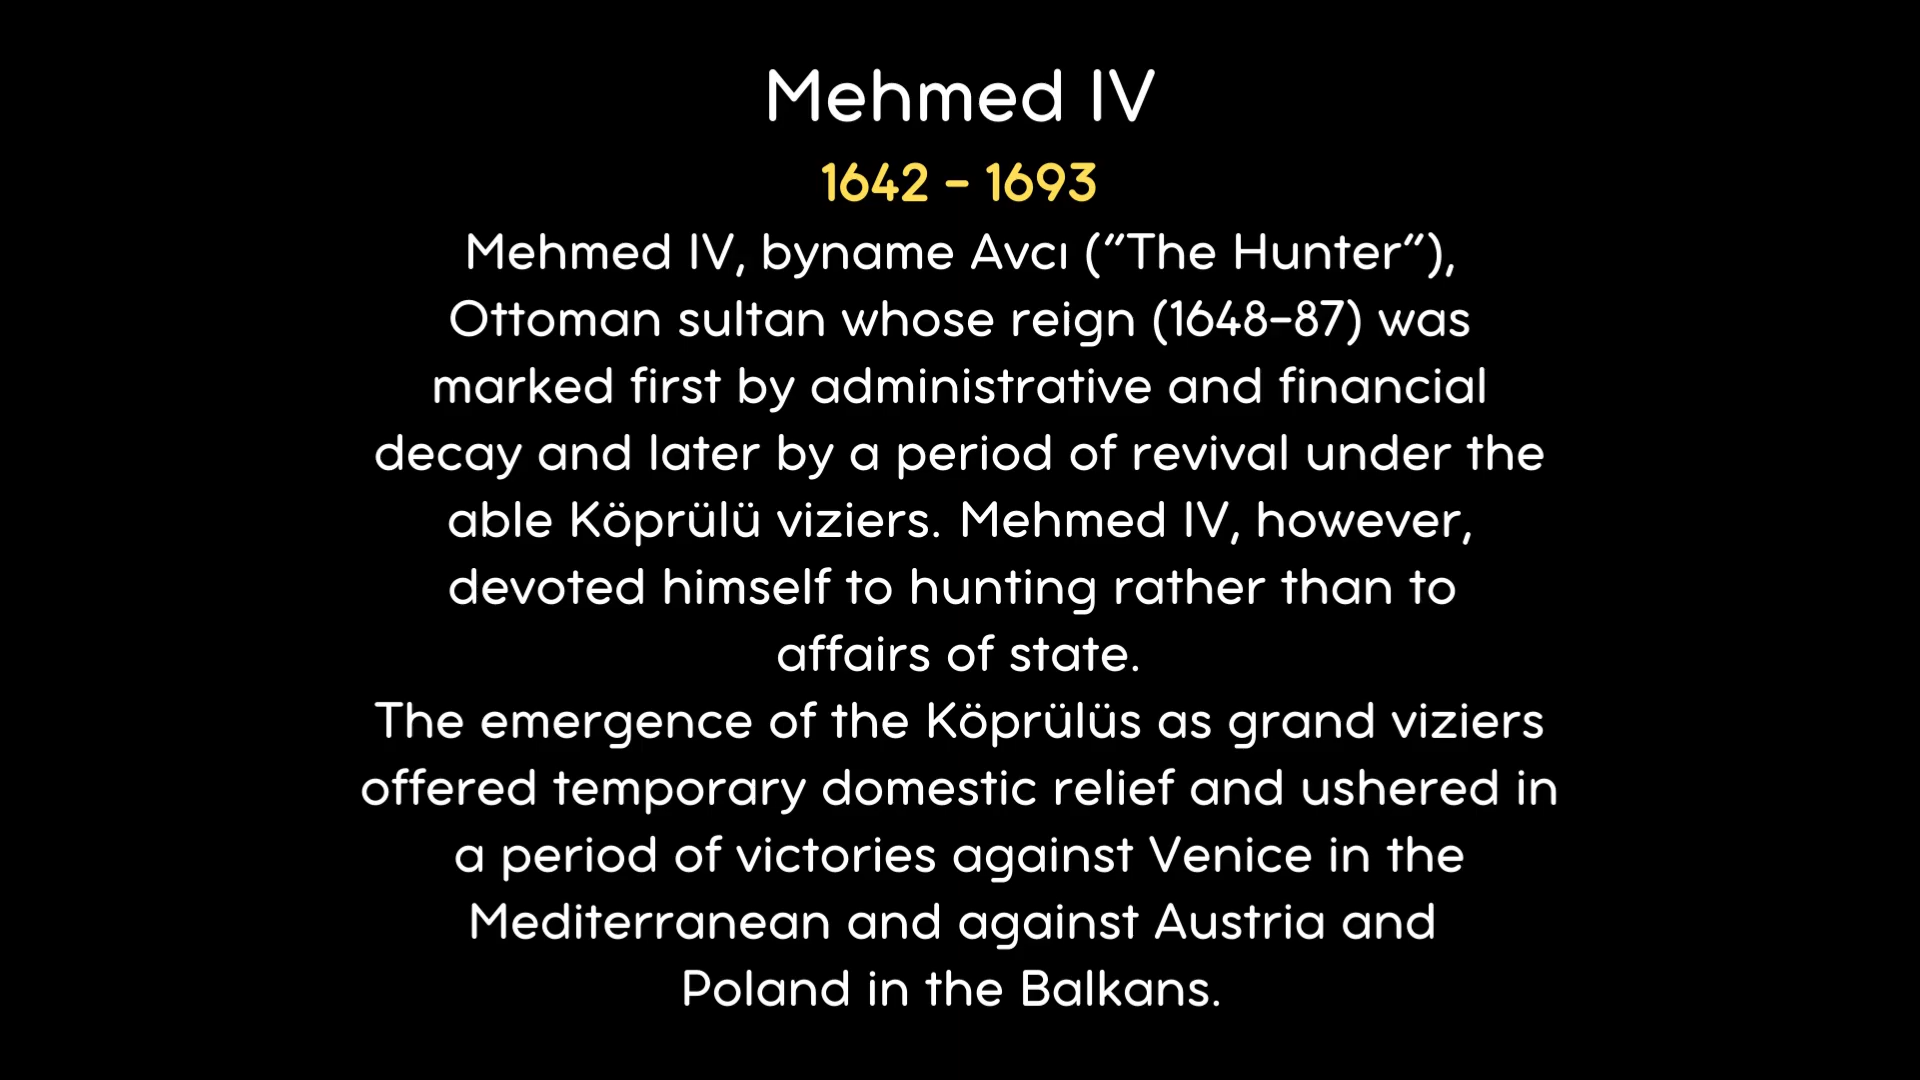 Mehmed IV
1642 - 1693
Mehmed IV, byname Avcı (“The Hunter“),
Ottoman sultan whose reign (1648–87) was
marked first by administrative and financial
decay and later by a period of revival under the
able Köprülü viziers. Mehmed IV, however,
devoted himself to hunting rather than to
affairs of state.
The emergence of the Köprülüs as grand viziers
offered temporary domestic relief and ushered in
a period of victories against Venice in the
Mediterranean and against Austria and
Poland in the Balkans.